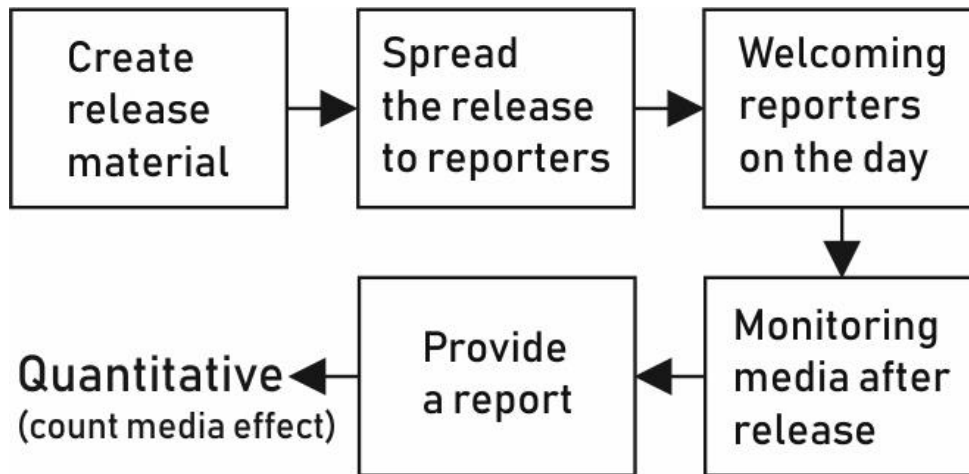 Create
release
material
Spread
the release
to reporters
Welcoming
reporters
on the day
Monitoring
media after
release
Provide
a report
Quantitative
(count media effect)